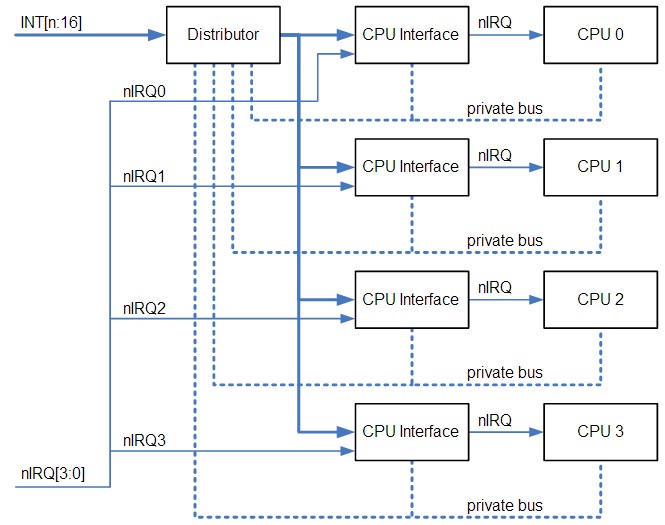 INT[n:16]
Distributor
CPU Interface
nIRQ
CPU 0
nIRQ0
private bus
CPU Interface
nIRQ
CPU 1
nIRQ1
private bus
CPU Interface
nIRQ
CPU 2
nIRQ2
private bus
CPU Interface
nIRQ
CPU 3
nIRQ3
nIRQ[3:0]
private bus